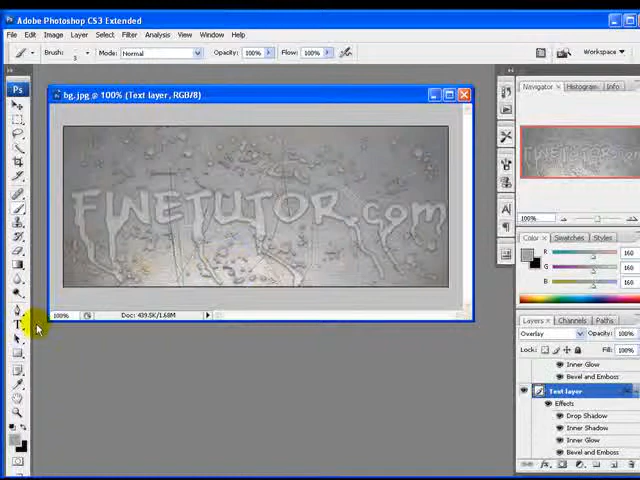 Adobe Photoshop CS3 Extended
File Edit Image Layer Select Filter Analysis View Window Help
Brush: 3 Mode: Normal Opacity: 100% Flow: 100% Workspace
Ps
bg.jpg @ 100% (Text layer, RGB/8)
FINETUTOR.com
100% Doc: 439.5K/1.68M
Navigator × Histogram Info
100%
Color × Swatches Styles
R 160
G 160
B 160
Layers × Channels Paths
Overlay Opacity: 100%
Lock: Fill: 100%
Inner Glow
Bevel and Emboss
Text layer
Effects
Drop Shadow
Inner Shadow
Inner Glow
Bevel and Emboss